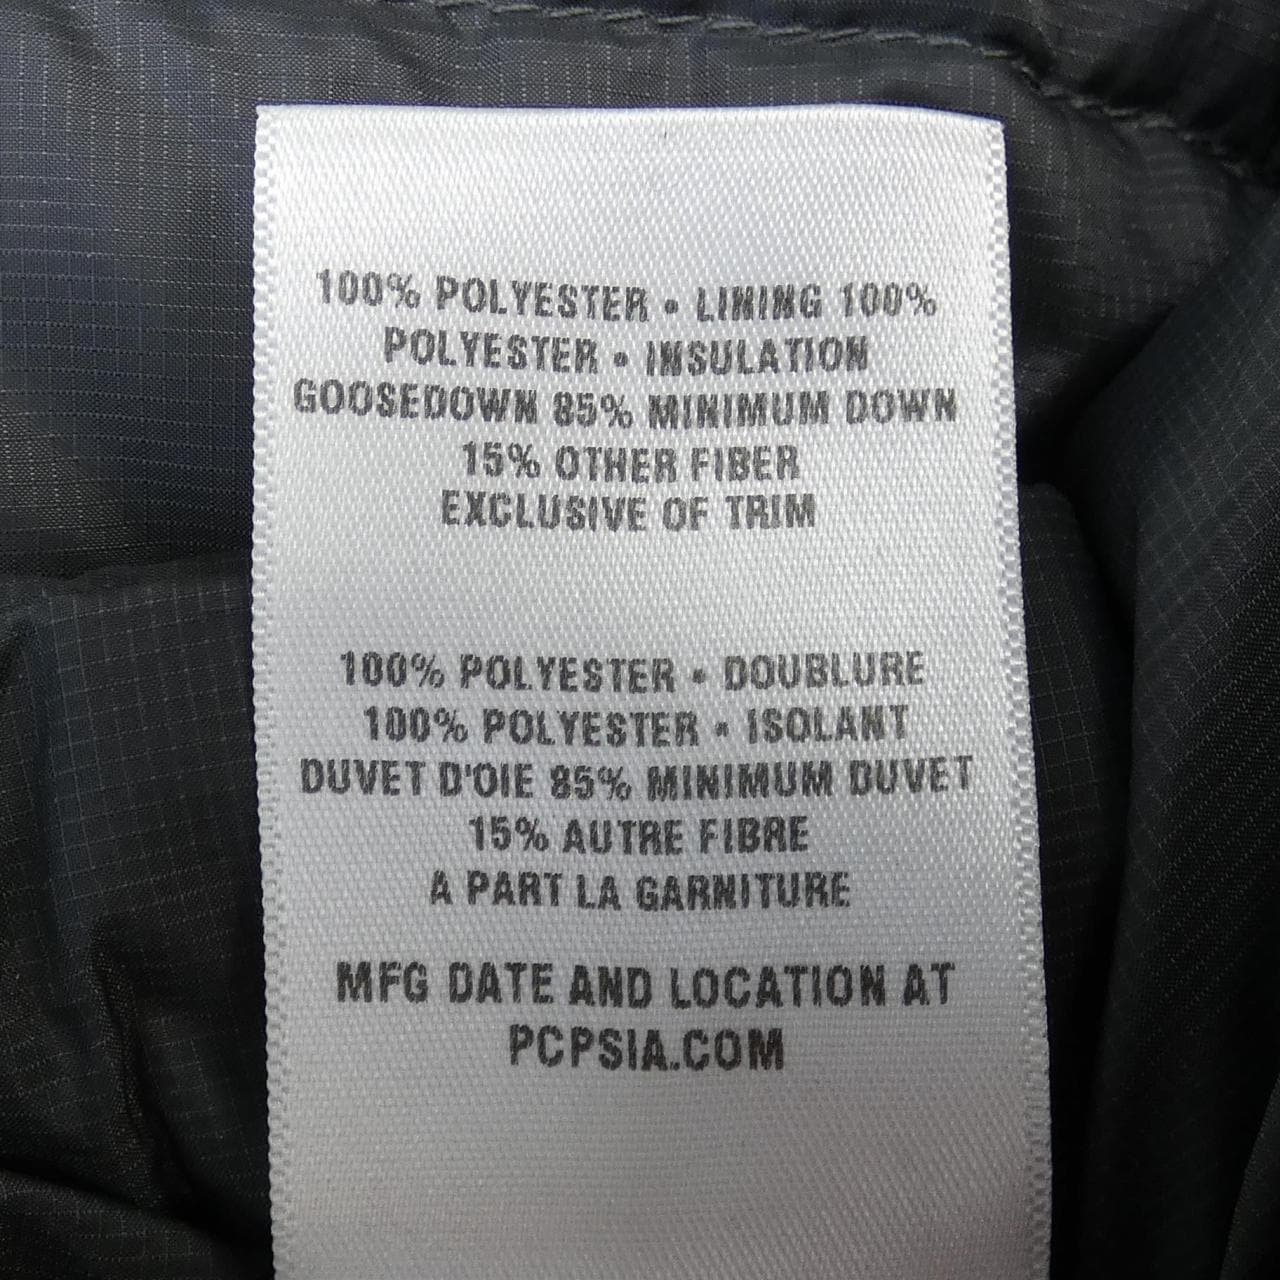 100% POLYESTER • LINING 100%
POLYESTER • INSULATION
GOOSEDOWN 85% MINIMUM DOWN
15% OTHER FIBER
EXCLUSIVE OF TRIM
100% POLYESTER • DOUBLURE
100% POLYESTER • ISOLANT
DUVET D'OIE 85% MINIMUM DUVET
15% AUTRE FIBRE
A PART LA GARNITURE
MFG DATE AND LOCATION AT
PCPSIA.COM